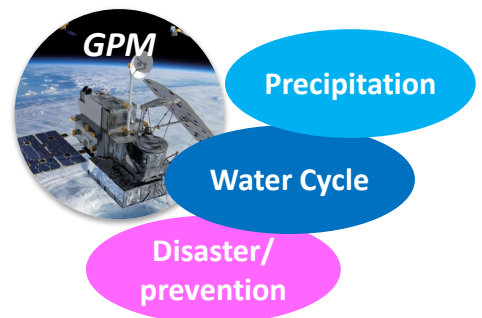 GPM
Precipitation
Water Cycle
Disaster/
prevention